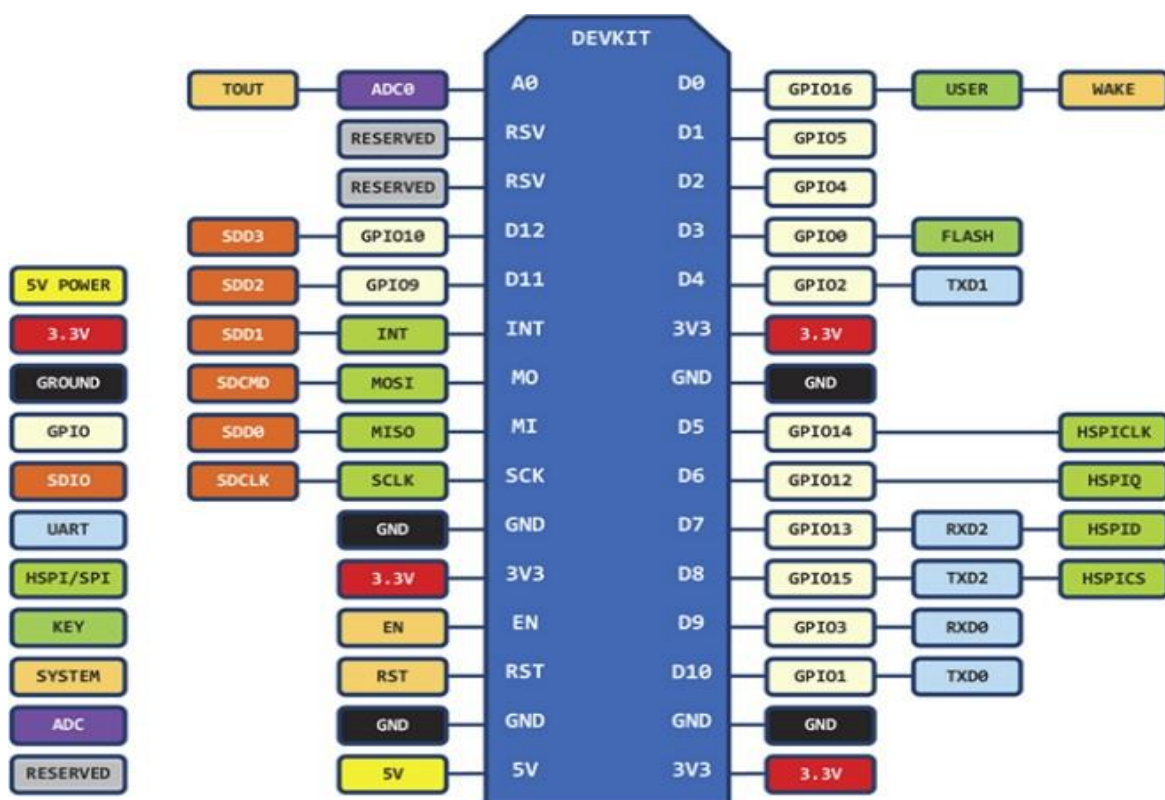 DEVKIT
TOUT ADC0 A0 D0 GPIO16 USER WAKE
RESERVED RSV D1 GPIO5
RESERVED RSV D2 GPIO4
SDD3 GPIO10 D12 D3 GPIO0 FLASH
5V POWER SDD2 GPIO9 D11 D4 GPIO2 TXD1
3.3V SDD1 INT INT 3V3 3.3V
GROUND SDCMD MOSI MO GND GND
GPIO SDD0 MISO MI D5 GPIO14 HSPICLK
SDIO SDCLK SCLK SCK D6 GPIO12 HSPIQ
UART GND GND D7 GPIO13 RXD2 HSPID
HSPI/SPI 3.3V 3V3 D8 GPIO15 TXD2 HSPICS
KEY EN EN D9 GPIO3 RXD0
SYSTEM RST RST D10 GPIO1 TXD0
ADC GND GND GND GND
RESERVED 5V 5V 3V3 3.3V